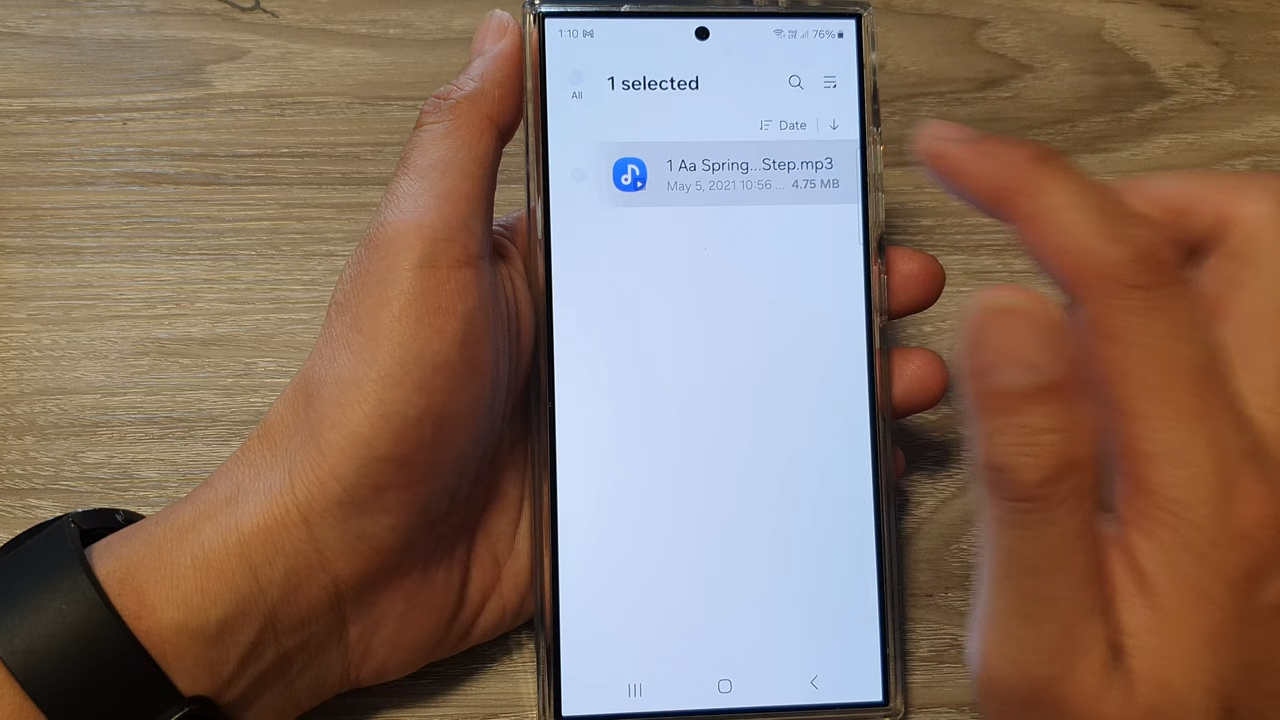 1:10 76%
All
1 selected
Date
1 Aa Spring...Step.mp3
May 5, 2021 10:56 ... 4.75 MB